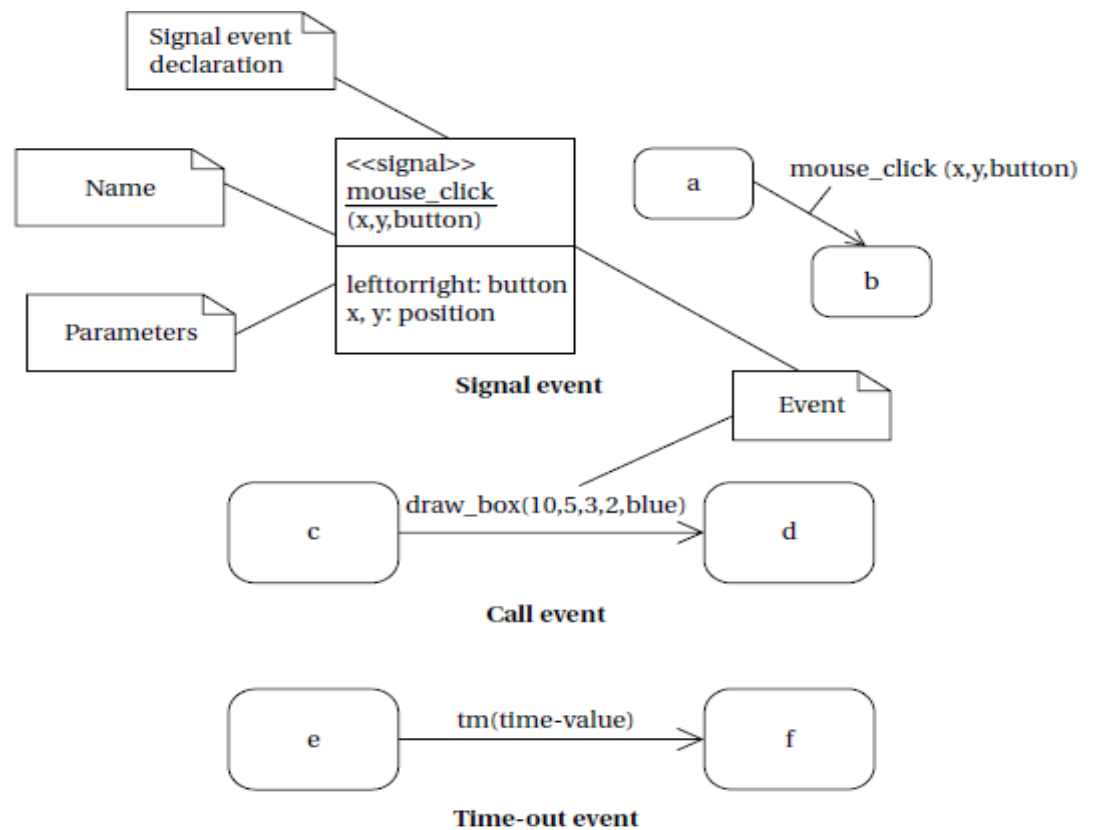 Signal event
declaration
Name
<<signal>>
mouse_click
(x,y,button)
a
mouse_click (x,y,button)
b
Parameters
lefttorright: button
x, y: position
Signal event
Event
c
draw_box(10,5,3,2,blue)
d
Call event
e
tm(time-value)
f
Time-out event